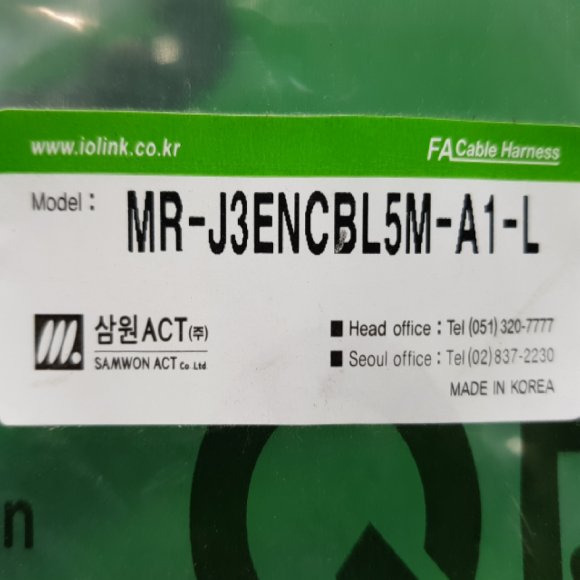 www.iolink.co.kr
FA Cable Harness
Model :
MR-J3ENCBL5M-A1-L
삼원ACT(주)
SAMWON ACT Co.Ltd
■ Head office : Tel (051) 320-7777
■ Seoul office : Tel (02) 837-2230
MADE IN KOREA
n